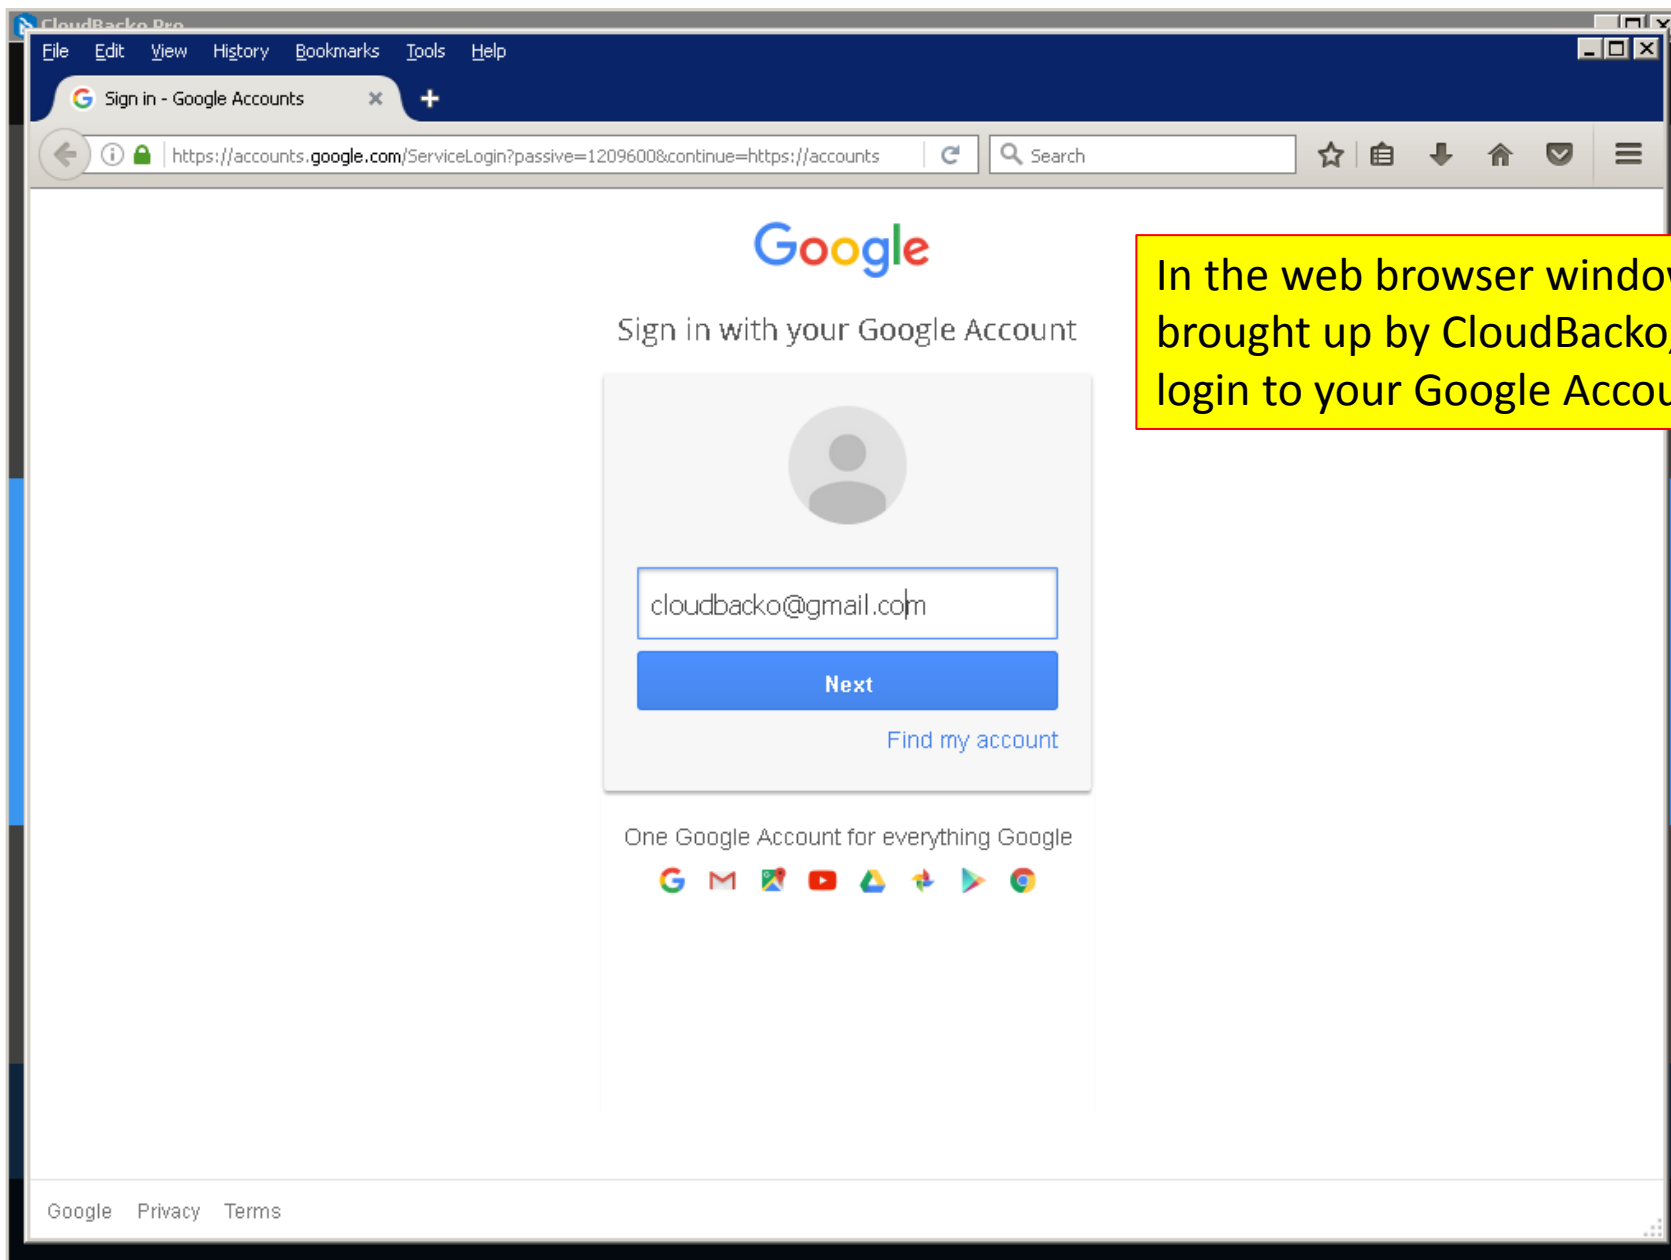 CloudBacko Pro
File Edit View History Bookmarks Tools Help
Sign in - Google Accounts
https://accounts.google.com/ServiceLogin?passive=1209600&continue=https://accounts
Search
Google
Sign in with your Google Account
In the web browser windo
brought up by CloudBacko,
login to your Google Accou
cloudbacko@gmail.com
Next
Find my account
One Google Account for everything Google
Google Privacy Terms